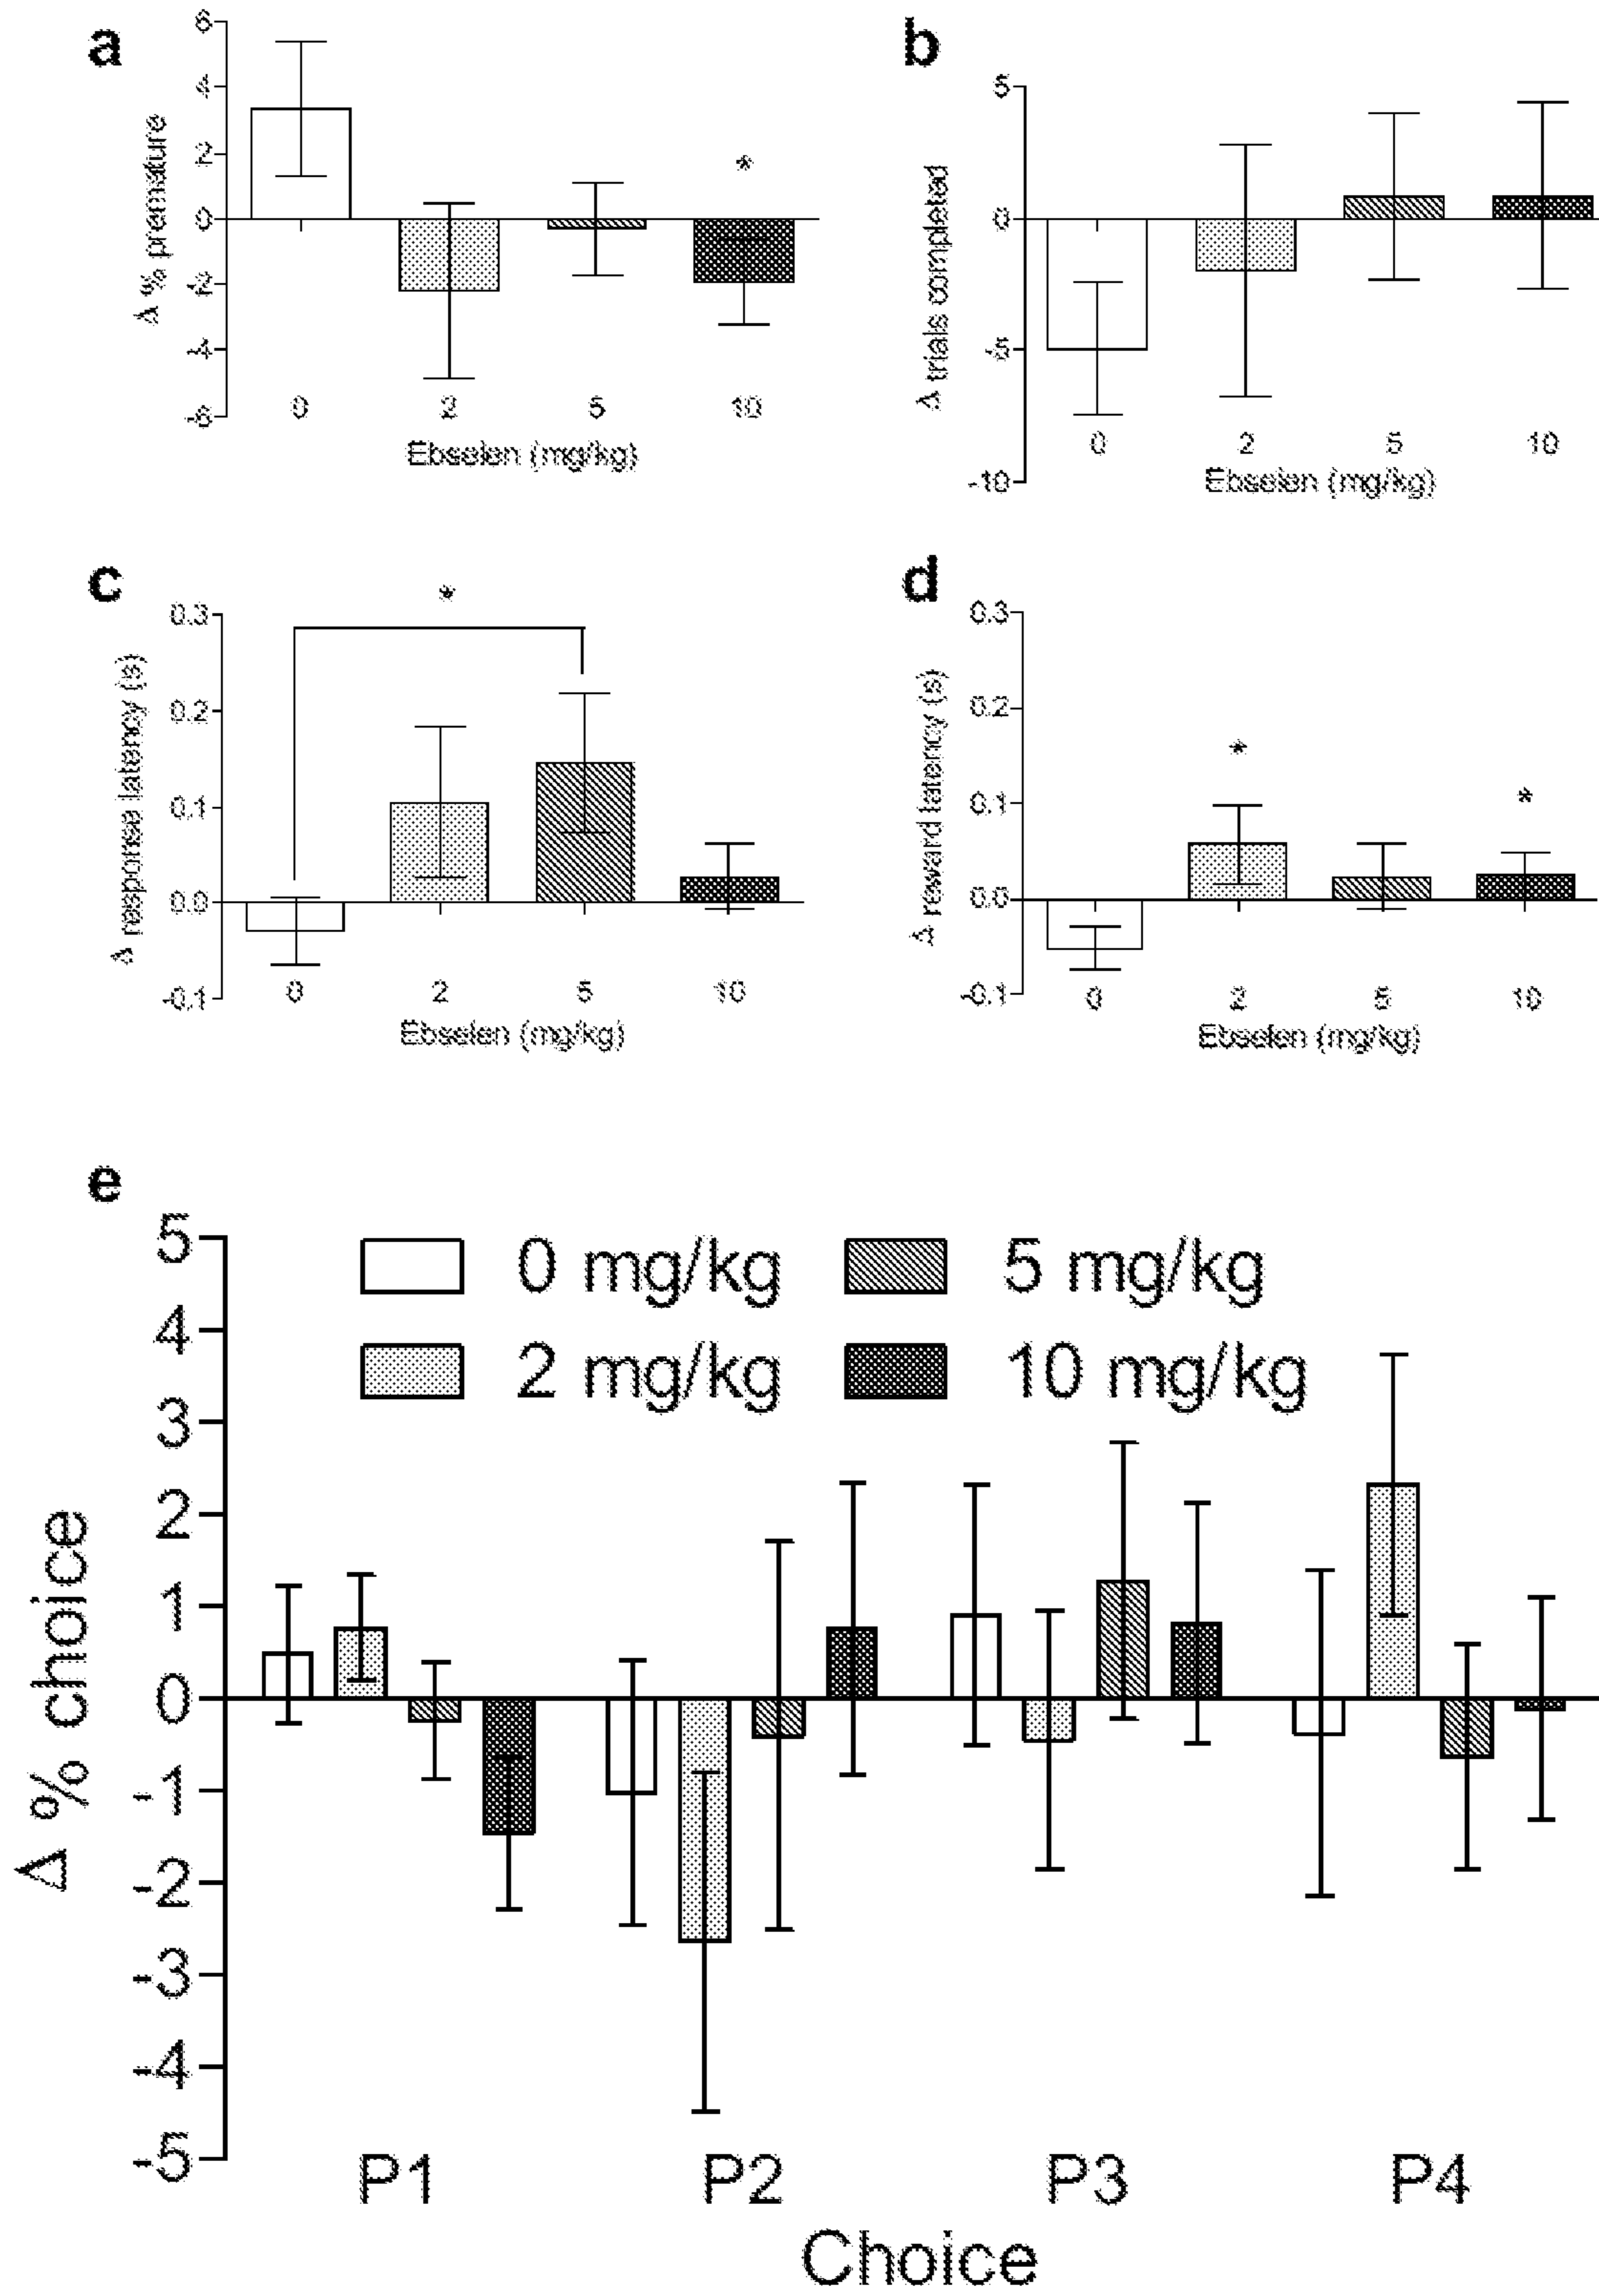 a
6
4
2
0
-2
-4
-6
Δ % premature
*
0 2 5 10
Ebselen (mg/kg)
b
5
0
-5
-10
Δ trials completed
0 2 5 10
Ebselen (mg/kg)
c
0.3
0.2
0.1
0.0
-0.1
Δ response latency (s)
*
0 2 5 10
Ebselen (mg/kg)
d
0.3
0.2
0.1
0.0
-0.1
Δ reward latency (s)
*
*
0 2 5 10
Ebselen (mg/kg)
e
0 mg/kg 5 mg/kg
2 mg/kg 10 mg/kg
5
4
3
2
1
0
-1
-2
-3
-4
-5
Δ % choice
P1 P2 P3 P4
Choice